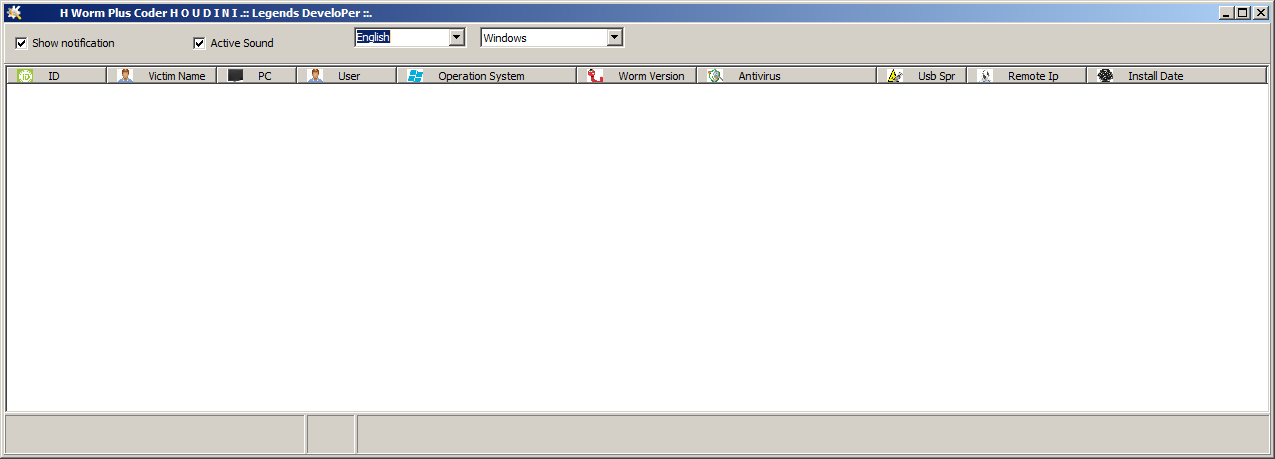 H Worm Plus Coder H O U D I N I .:: Legends DeveloPer ::.
Show notification Active Sound English Windows
ID Victim Name PC User Operation System Worm Version Antivirus Usb Spr Remote Ip Install Date